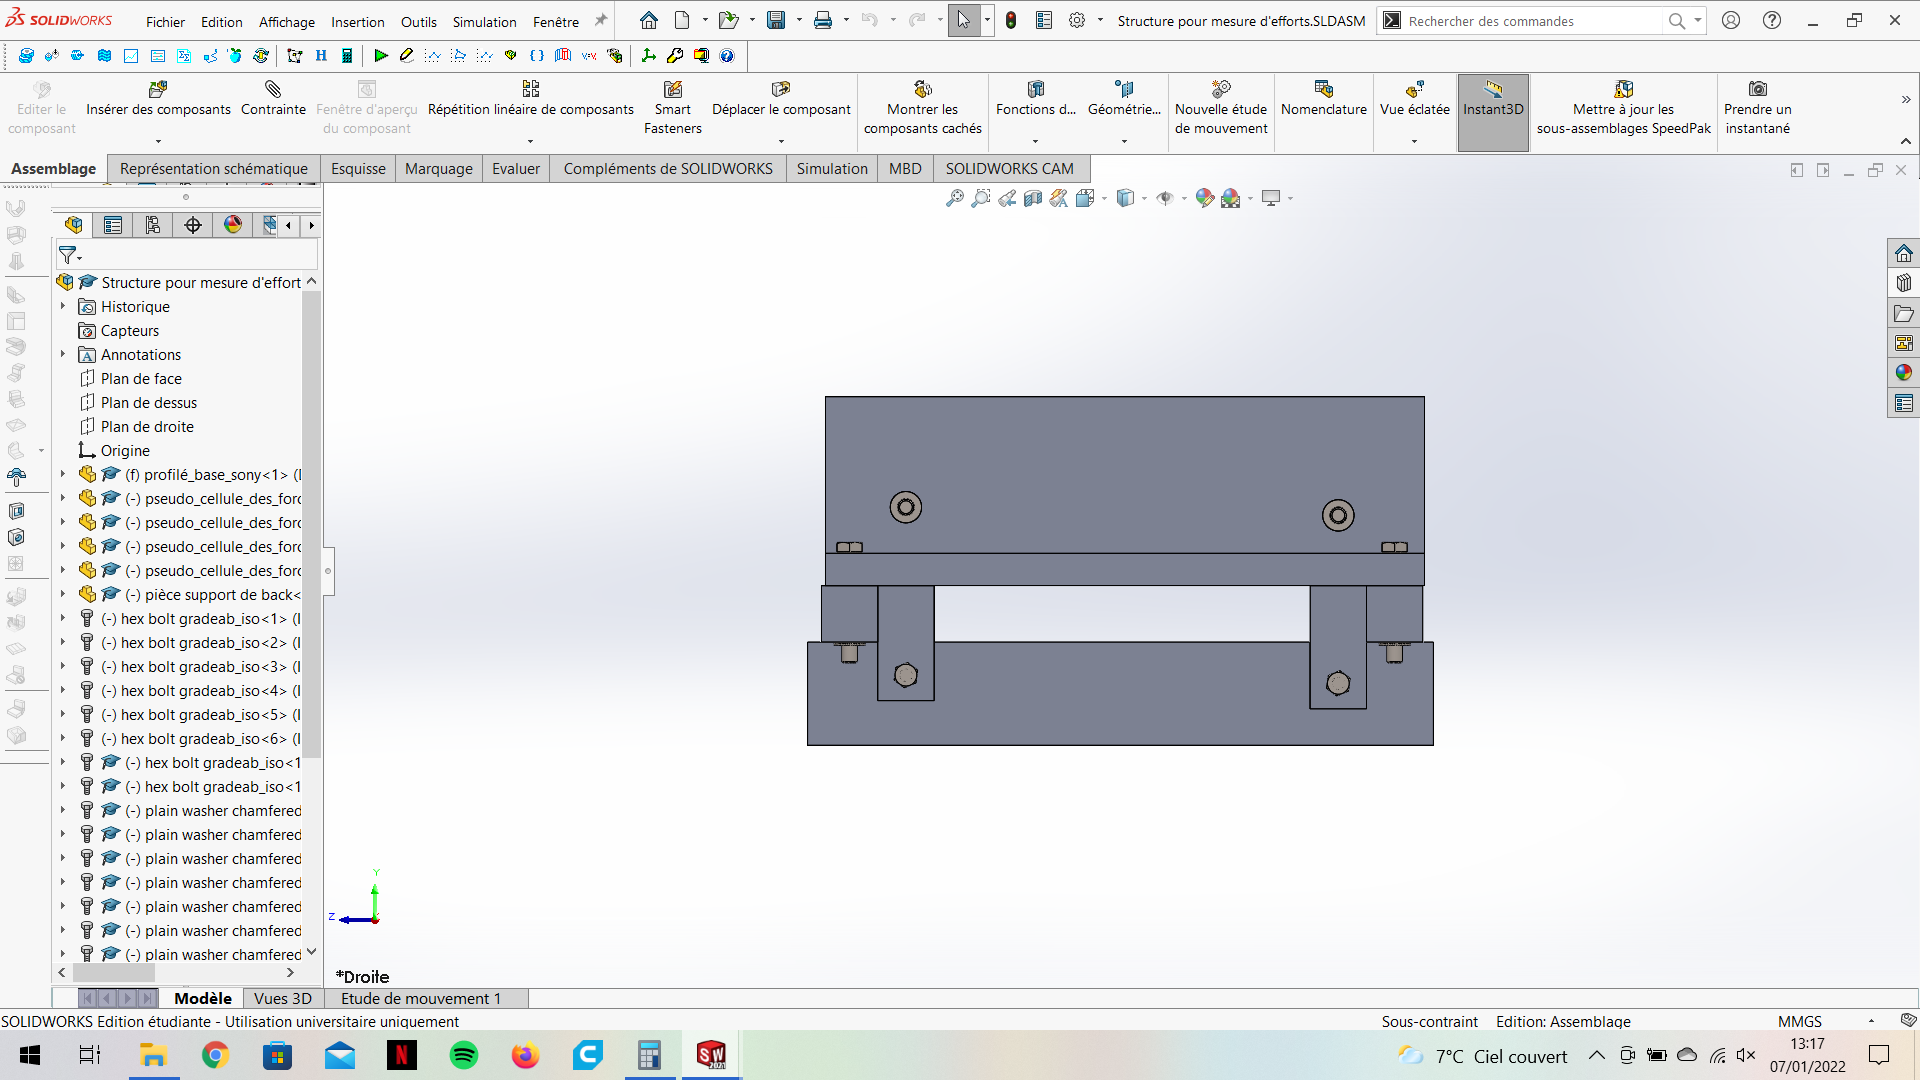 SOLIDWORKS
Fichier Edition Affichage Insertion Outils Simulation Fenêtre
Structure pour mesure d'efforts.SLDASM
Rechercher des commandes
Editer le composant
Insérer des composants
Contrainte
Fenêtre d'aperçu du composant
Répétition linéaire de composants
Smart Fasteners
Déplacer le composant
Montrer les composants cachés
Fonctions d...
Géométrie...
Nouvelle étude de mouvement
Nomenclature
Vue éclatée
Instant3D
Mettre à jour les sous-assemblages SpeedPak
Prendre un instantané
Assemblage Représentation schématique Esquisse Marquage Evaluer Compléments de SOLIDWORKS Simulation MBD SOLIDWORKS CAM
Structure pour mesure d'effort
Historique
Capteurs
Annotations
Plan de face
Plan de dessus
Plan de droite
Origine
(f) profilé_base_sony<1> (I
(-) pseudo_cellule_des_forc
(-) pseudo_cellule_des_forc
(-) pseudo_cellule_des_forc
(-) pseudo_cellule_des_forc
(-) pièce support de back<
(-) hex bolt gradeab_iso<1> (I
(-) hex bolt gradeab_iso<2> (I
(-) hex bolt gradeab_iso<3> (I
(-) hex bolt gradeab_iso<4> (I
(-) hex bolt gradeab_iso<5> (I
(-) hex bolt gradeab_iso<6> (I
(-) hex bolt gradeab_iso<1
(-) hex bolt gradeab_iso<1
(-) plain washer chamfered
(-) plain washer chamfered
(-) plain washer chamfered
(-) plain washer chamfered
(-) plain washer chamfered
(-) plain washer chamfered
(-) plain washer chamfered
Y
Z
*Droite
Modèle Vues 3D Etude de mouvement 1
SOLIDWORKS Edition étudiante - Utilisation universitaire uniquement
Sous-contraint Edition: Assemblage MMGS
7°C Ciel couvert
13:17
07/01/2022